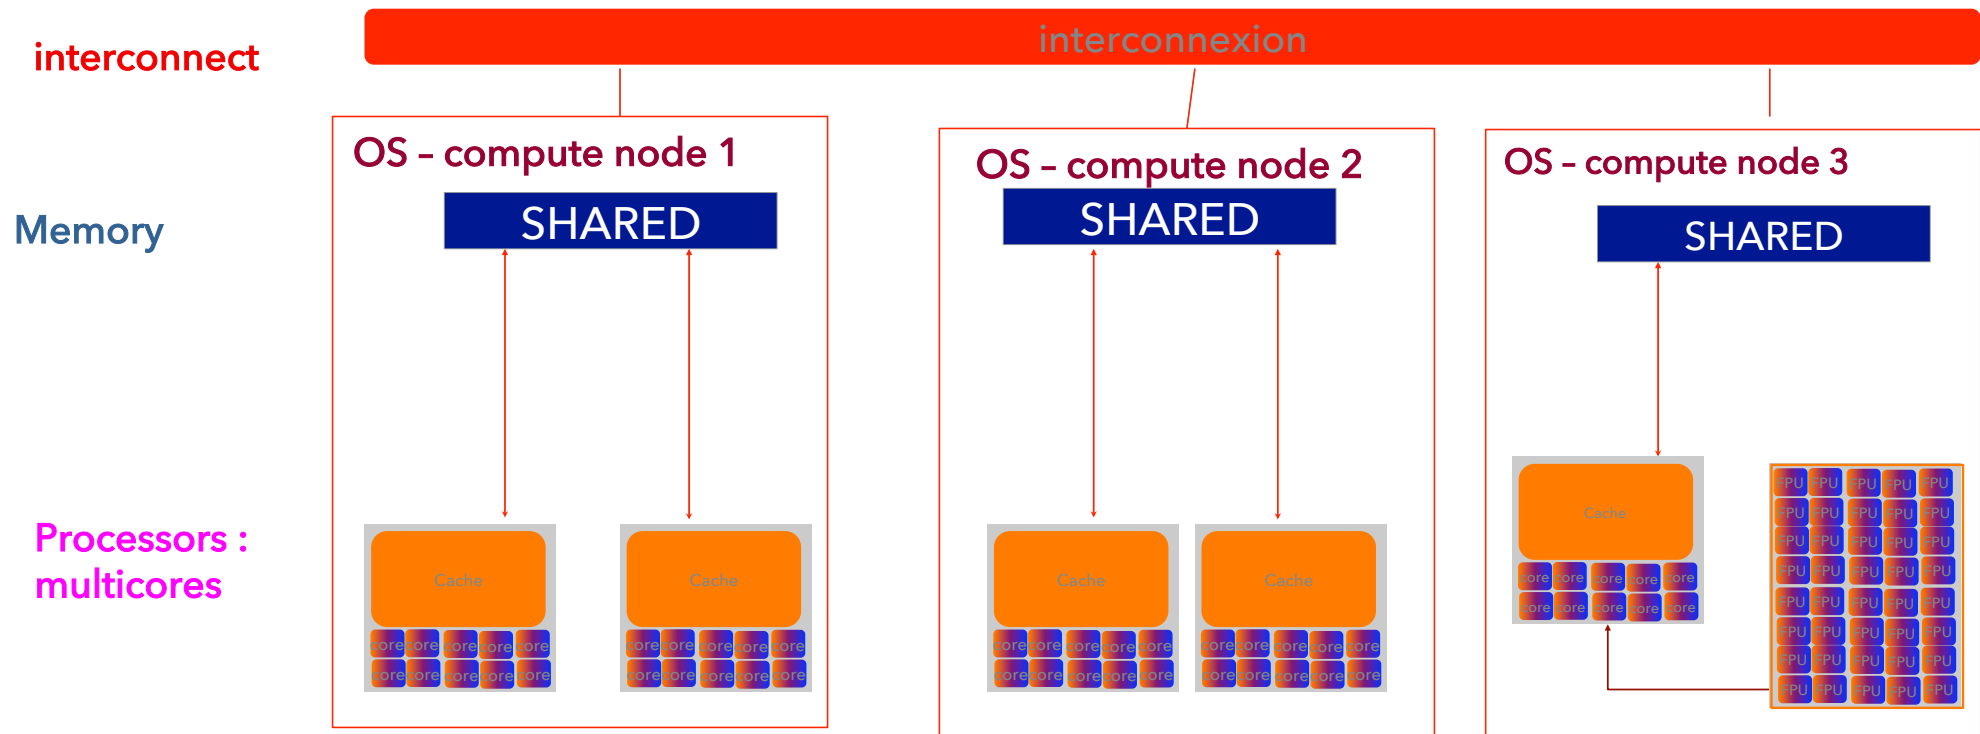 interconnexion
interconnect
OS – compute node 1
OS – compute node 2
OS – compute node 3
Memory
SHARED
SHARED
SHARED
Processors :
multicores
Cache
core core core core core
core core core core core
Cache
core core core core core
core core core core core
Cache
core core core core core
core core core core core
Cache
core core core core core
core core core core core
Cache
core core core core core
core core core core core
FPU FPU FPU FPU FPU
FPU FPU FPU FPU FPU
FPU FPU FPU FPU FPU
FPU FPU FPU FPU FPU
FPU FPU FPU FPU FPU
FPU FPU FPU FPU FPU
FPU FPU FPU FPU FPU
FPU FPU FPU FPU FPU